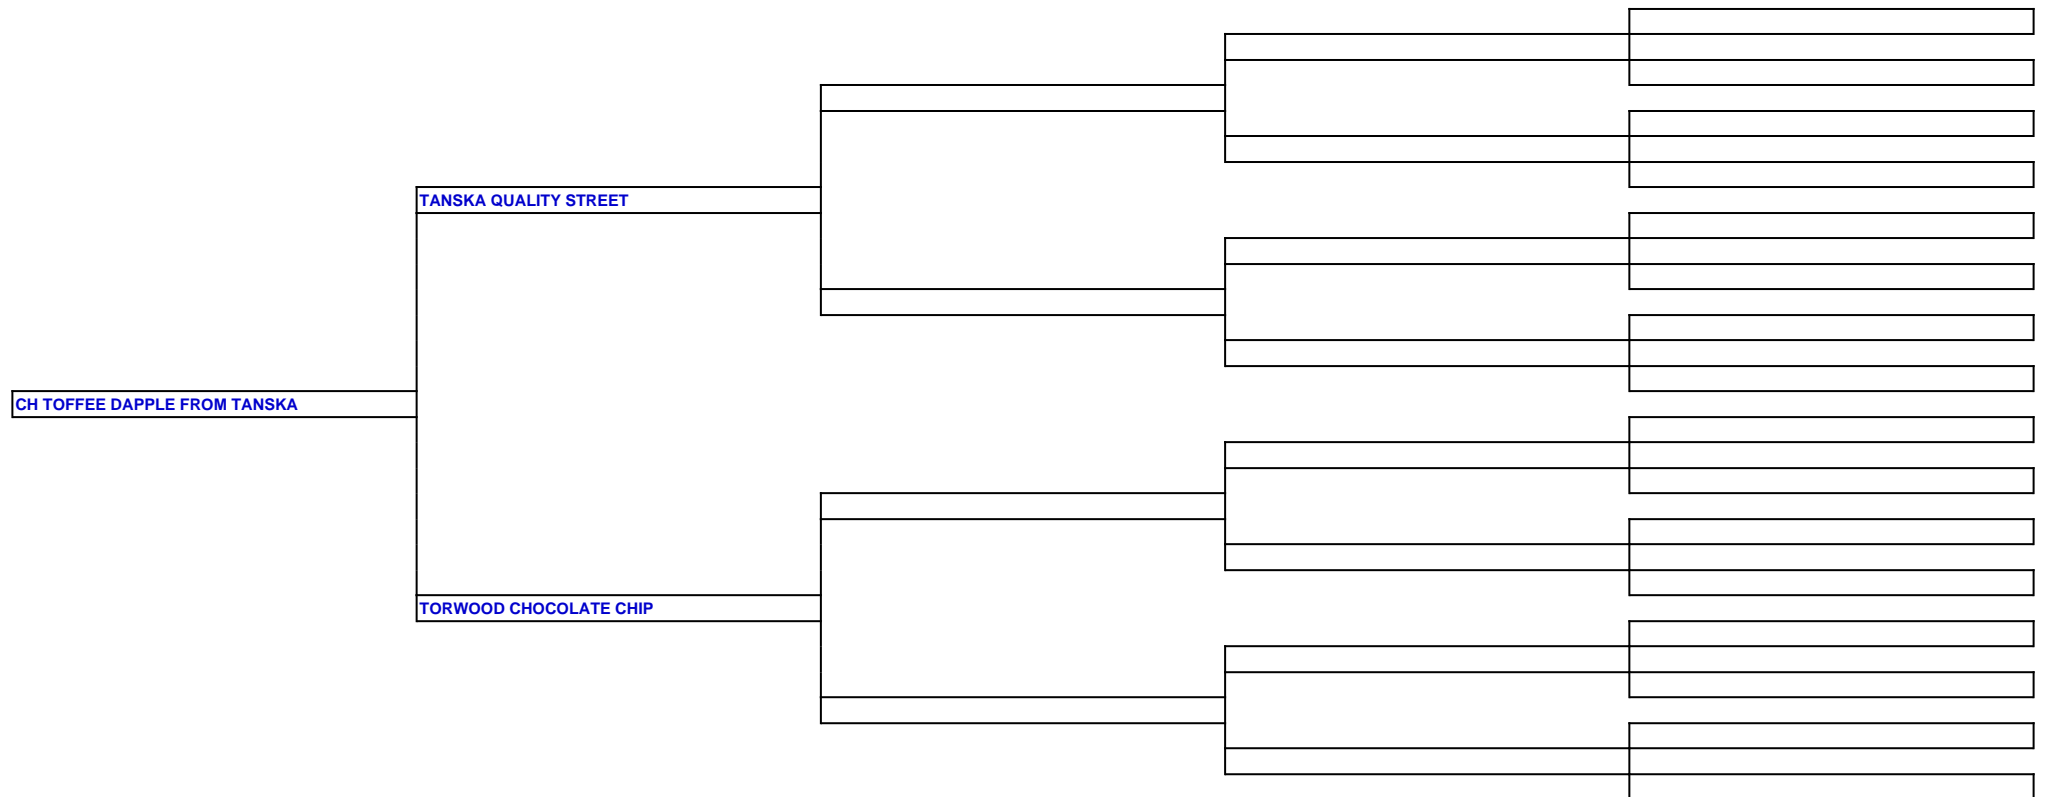 TANSKA QUALITY STREET
CH TOFFEE DAPPLE FROM TANSKA
TORWOOD CHOCOLATE CHIP